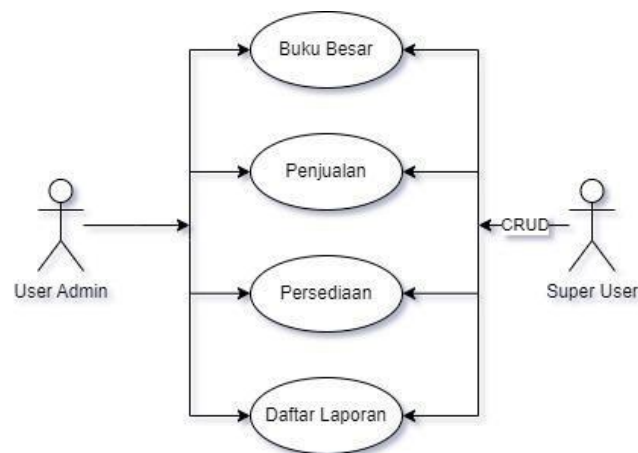 Buku Besar
Penjualan
CRUD
User Admin
Persediaan
Super User
Daftar Laporan